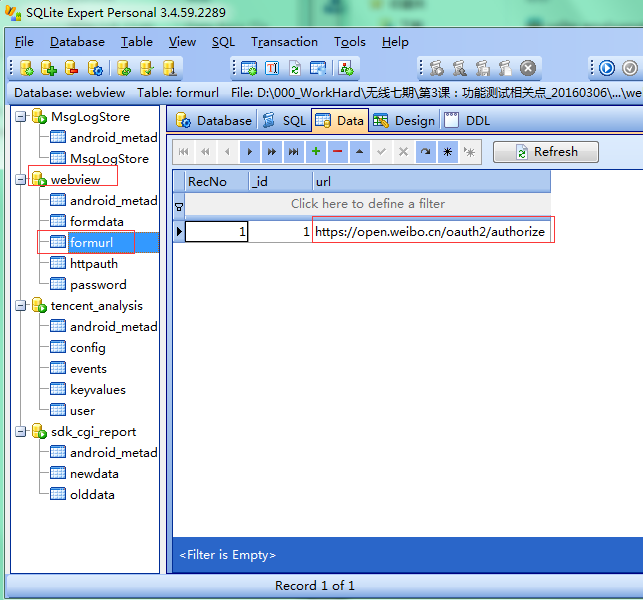 SQLite Expert Personal 3.4.59.2289
File Database Table View SQL Transaction Tools Help
Database: webview Table: formurl File: D:\000_WorkHard\无线七期\第3课：功能测试相关点_20160306\...\we
MsgLogStore
android_metad
MsgLogStore
webview
android_metad
formdata
formurl
httpauth
password
tencent_analysis
android_metad
config
events
keyvalues
user
sdk_cgi_report
android_metad
newdata
olddata
Database SQL Data Design DDL
Refresh
RecNo _id url
Click here to define a filter
1 1 https://open.weibo.cn/oauth2/authorize
<Filter is Empty>
Record 1 of 1